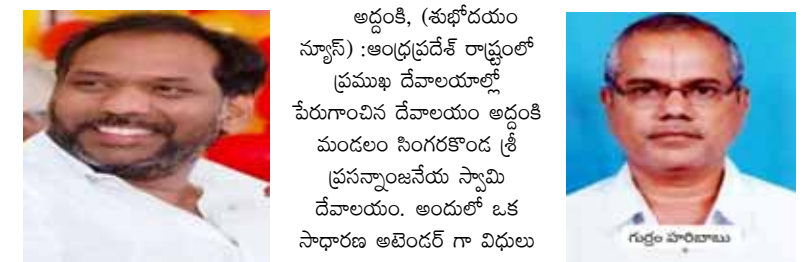 అద్దంకి, (శుభోదయం
న్యూస్) :ఆంధ్రప్రదేశ్ రాష్ట్రంలో
ప్రముఖ దేవాలయాల్లో
పేరుగాంచిన దేవాలయం అద్దంకి
మండలం సింగరకొండ శ్రీ
ప్రసన్నాంజనేయ స్వామి
దేవాలయం. అందులో ఒక
సాధారణ అటెండర్ గా విధులు
గుర్రం హరిబాబు